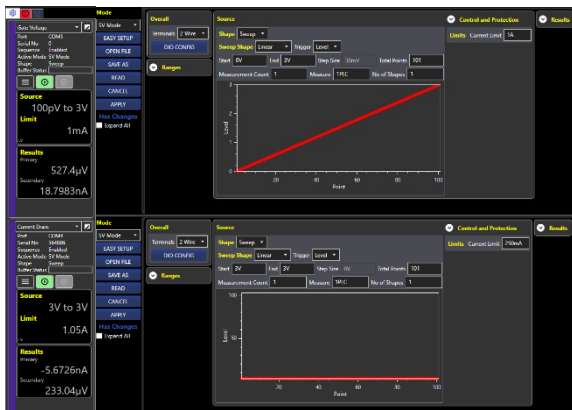 Gate Voltage
Port COM5
Serial No 0
Sequence Enabled
Active Mode SV Mode
Shape Sweep
Buffer Status
Source
100pV to 3V
Limit
1mA
Results
Primary
527.4µV
Secondary
18.7983nA
Mode
SV Mode
EASY SETUP
OPEN FILE
SAVE AS
READ
CANCEL
APPLY
Has Changes
Expand All
Overall
Terminals 2 Wire
DIO CONFIG
Ranges
Source
Shape Sweep
Sweep Shape Linear Trigger Level
Start 0V End 3V Step Size 30mV Total Points 101
Measurement Count 1 Measure 1PLC No of Shapes 1
3
2
1
0
Level
20 40 60 80 100
Point
Control and Protection
Limits Current Limit 1A
Results
Current Drain
Port COM4
Serial No
Sequence Enabled
Active Mode SV Mode
Shape Sweep
Buffer Status
Source
3V to 3V
Limit
1.05A
Results
Primary
-5.6726nA
Secondary
233.04µV
Mode
SV Mode
EASY SETUP
OPEN FILE
SAVE AS
READ
CANCEL
APPLY
Has Changes
Expand All
Overall
Terminals 2 Wire
DIO CONFIG
Ranges
Source
Shape Sweep
Sweep Shape Linear Trigger Level
Start 3V End 3V Step Size 0V Total Points 101
Measurement Count 1 Measure 1PLC No of Shapes 1
100
50
Level
20 40 60 80 100
Point
Control and Protection
Limits Current Limit 250mA
Results